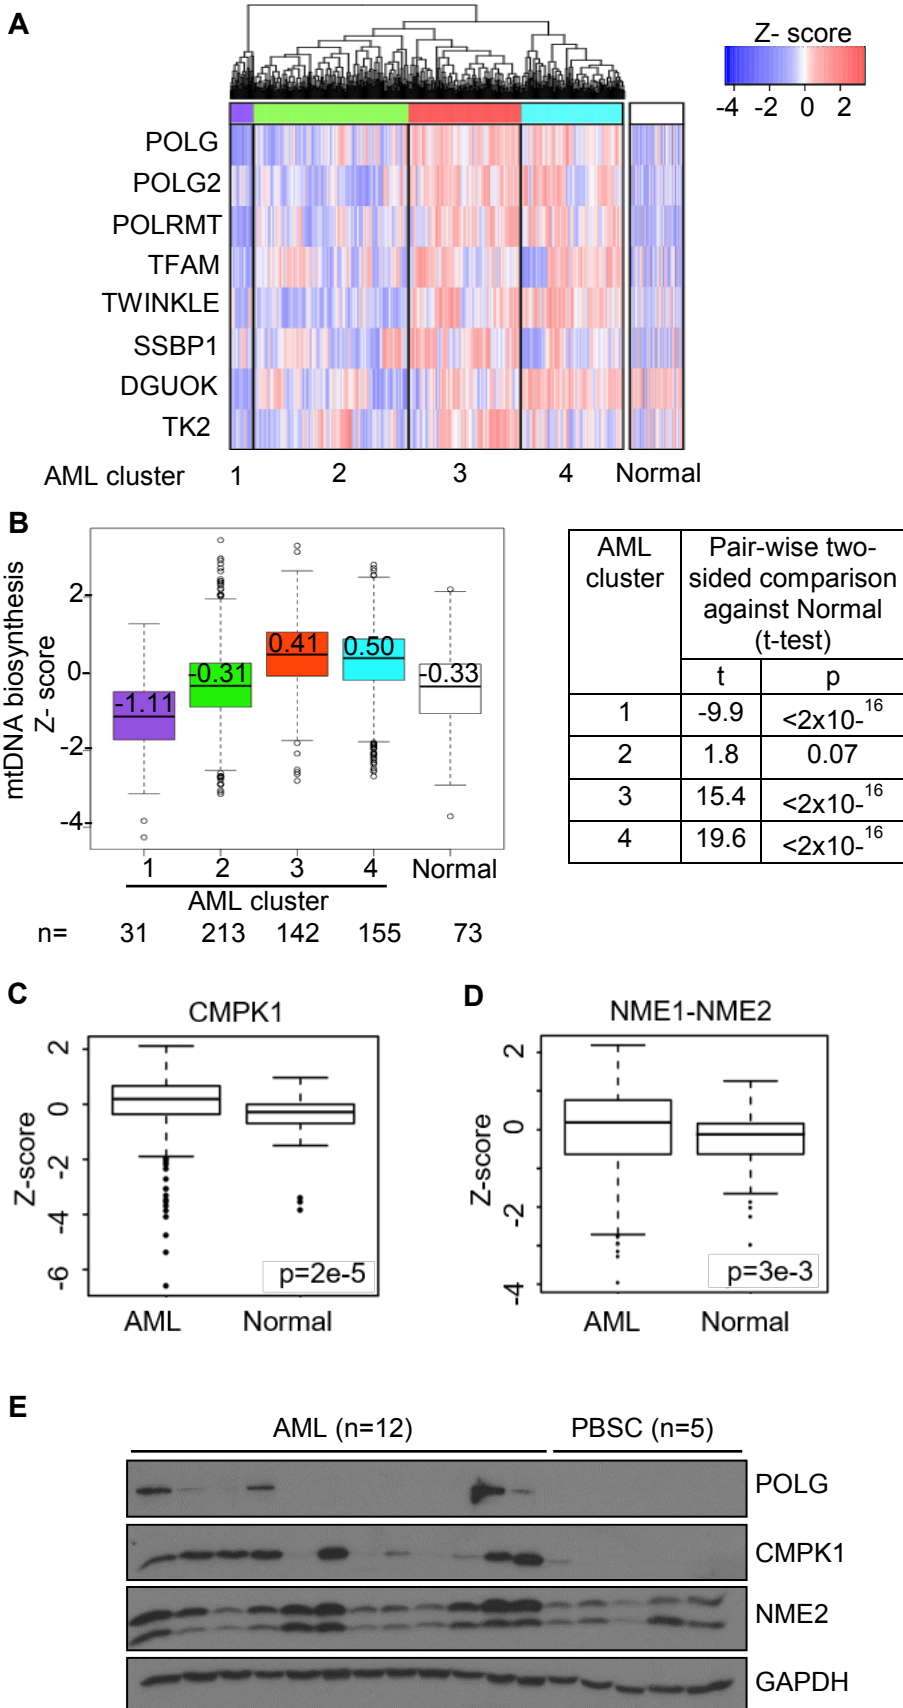 A
Z- score
-4 -2 0 2
POLG
POLG2
POLRMT
TFAM
TWINKLE
SSBP1
DGUOK
TK2
AML cluster 1 2 3 4 Normal
B
mtDNA biosynthesis
Z- score
2
0
-2
-4
-1.11 -0.31 0.41 0.50 -0.33
1 2 3 4 Normal
AML cluster
n= 31 213 142 155 73
AML cluster
Pair-wise two-sided comparison against Normal (t-test)
t p
1 -9.9 <2x10-16
2 1.8 0.07
3 15.4 <2x10-16
4 19.6 <2x10-16
C
CMPK1
Z-score
2
0
-2
-4
-6
p=2e-5
AML Normal
D
NME1-NME2
Z-score
2
0
-2
-4
p=3e-3
AML Normal
E
AML (n=12) PBSC (n=5)
POLG
CMPK1
NME2
GAPDH